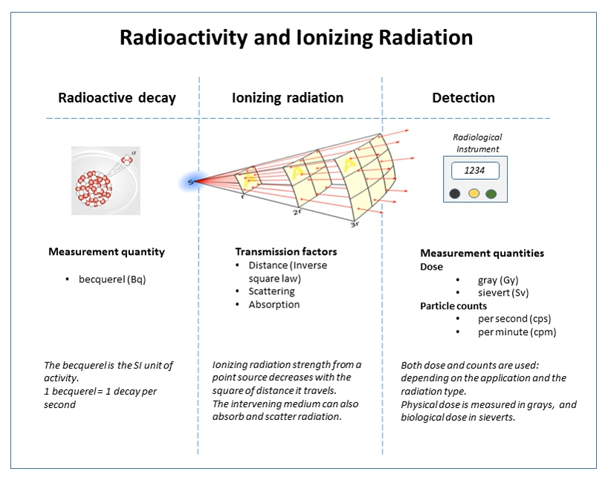 Radioactivity and Ionizing Radiation
Radioactive decay
Ionizing radiation
Detection
α
S
A
A
A
r
2r
3r
Radiological
Instrument
1234
Measurement quantity
• becquerel (Bq)
Transmission factors
• Distance (Inverse
square law)
• Scattering
• Absorption
Measurement quantities
Dose
• gray (Gy)
• sievert (Sv)
Particle counts
• per second (cps)
• per minute (cpm)
The becquerel is the SI unit of
activity.
1 becquerel = 1 decay per
second
Ionizing radiation strength from a
point source decreases with the
square of distance it travels.
The intervening medium can also
absorb and scatter radiation.
Both dose and counts are used:
depending on the application and the
radiation type.
Physical dose is measured in grays, and
biological dose in sieverts.